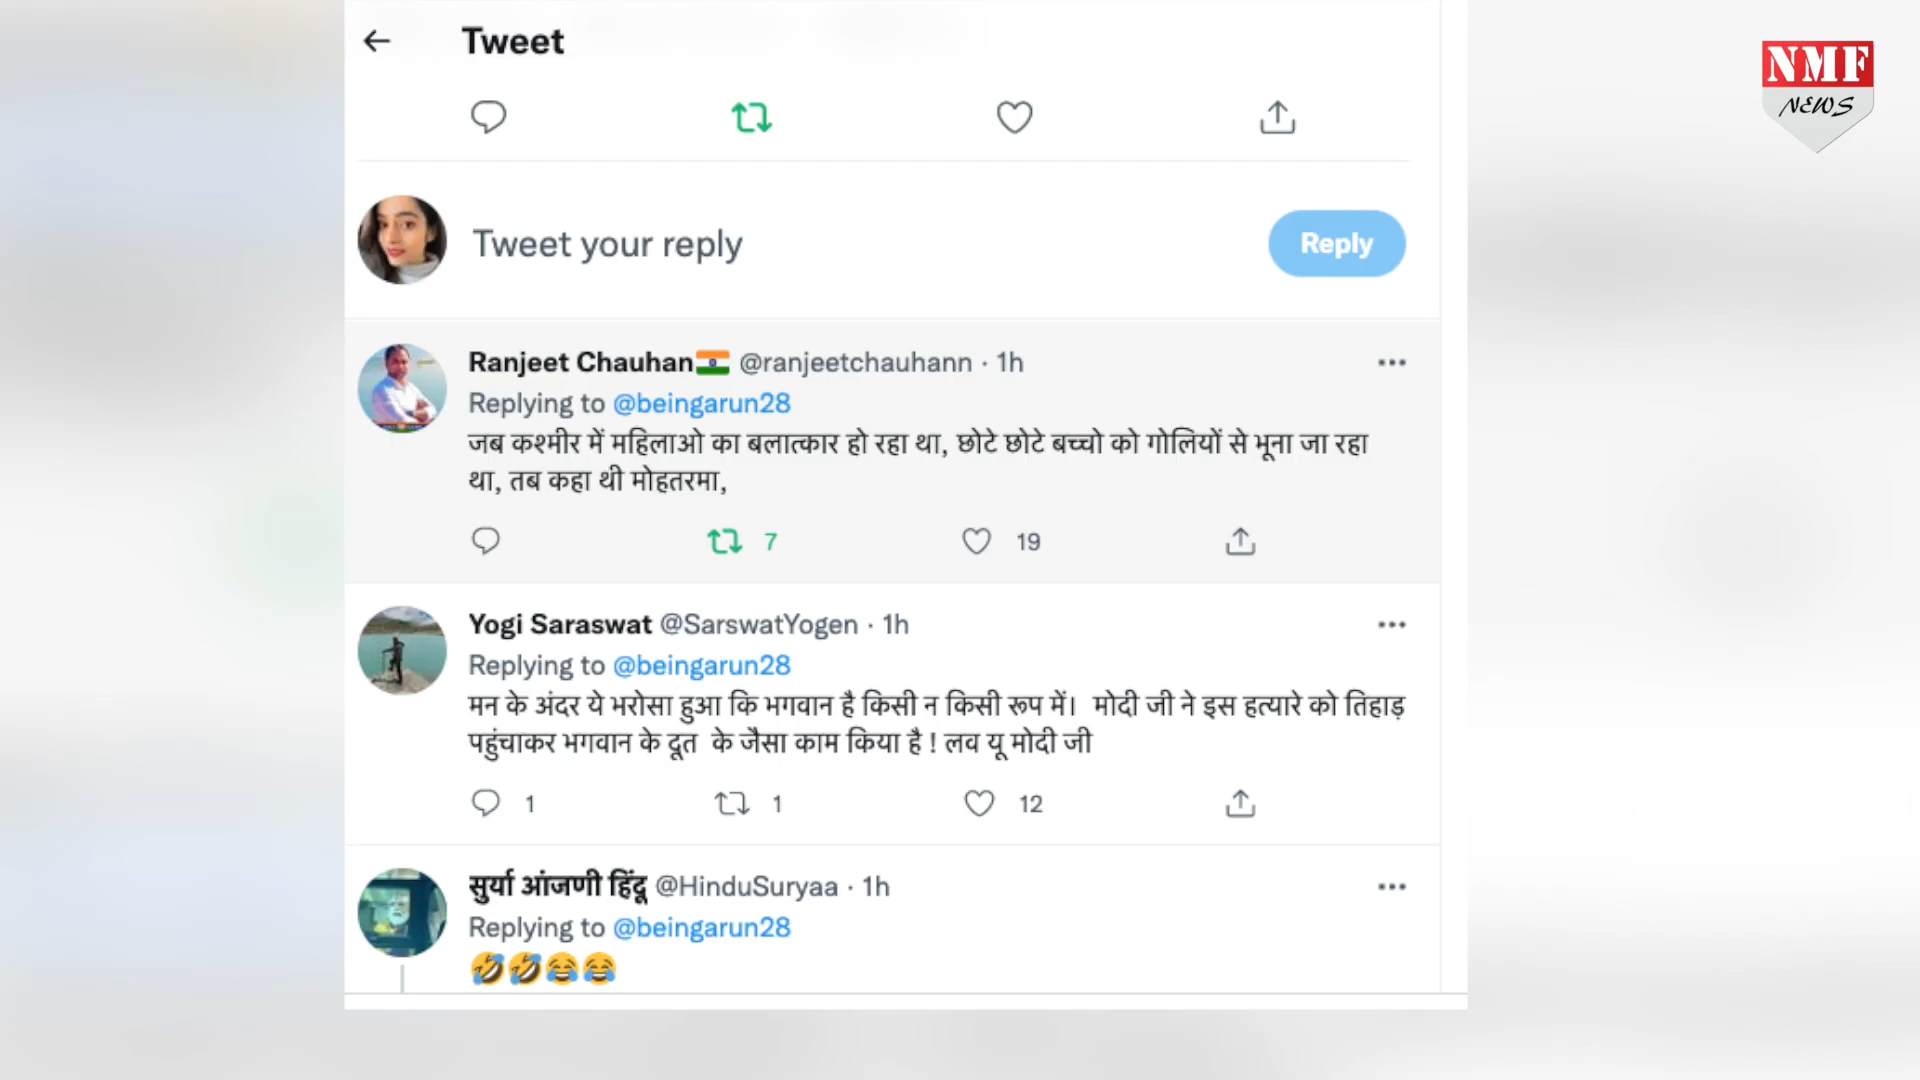 Tweet
NMF
NEWS
Tweet your reply
Reply
Ranjeet Chauhan @ranjeetchauhann · 1h
Replying to @beingarun28
जब कश्मीर में महिलाओ का बलात्कार हो रहा था, छोटे छोटे बच्चो को गोलियों से भूना जा रहा
था, तब कहा थी मोहतरमा,
7 19
Yogi Saraswat @SarswatYogen · 1h
Replying to @beingarun28
मन के अंदर ये भरोसा हुआ कि भगवान है किसी न किसी रूप में। मोदी जी ने इस हत्यारे को तिहाड़
पहुंचाकर भगवान के दूत के जैसा काम किया है ! लव यू मोदी जी
1 1 12
सुर्या आंजणी हिंदू @HinduSuryaa · 1h
Replying to @beingarun28
🤣🤣😂😂